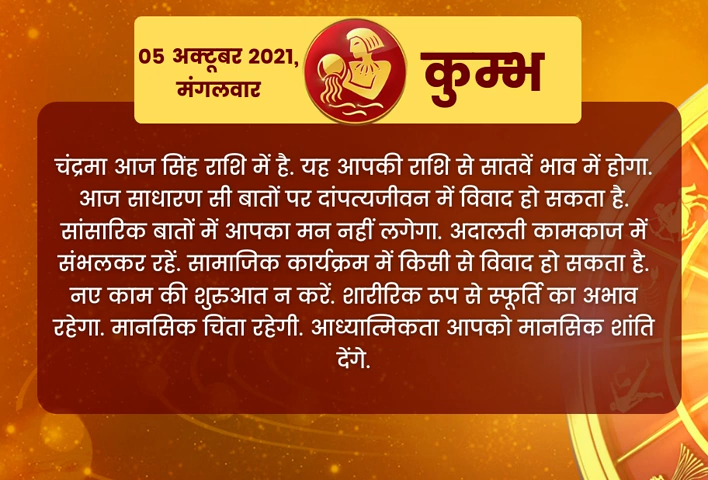 05 अक्टूबर 2021,
मंगलवार
कुम्भ
चंद्रमा आज सिंह राशि में है. यह आपकी राशि से सातवें भाव में होगा.
आज साधारण सी बातों पर दांपत्यजीवन में विवाद हो सकता है.
सांसारिक बातों में आपका मन नहीं लगेगा. अदालती कामकाज में
संभलकर रहें. सामाजिक कार्यक्रम में किसी से विवाद हो सकता है.
नए काम की शुरुआत न करें. शारीरिक रूप से स्फूर्ति का अभाव
रहेगा. मानसिक चिंता रहेगी. आध्यात्मिकता आपको मानसिक शांति
देंगे.